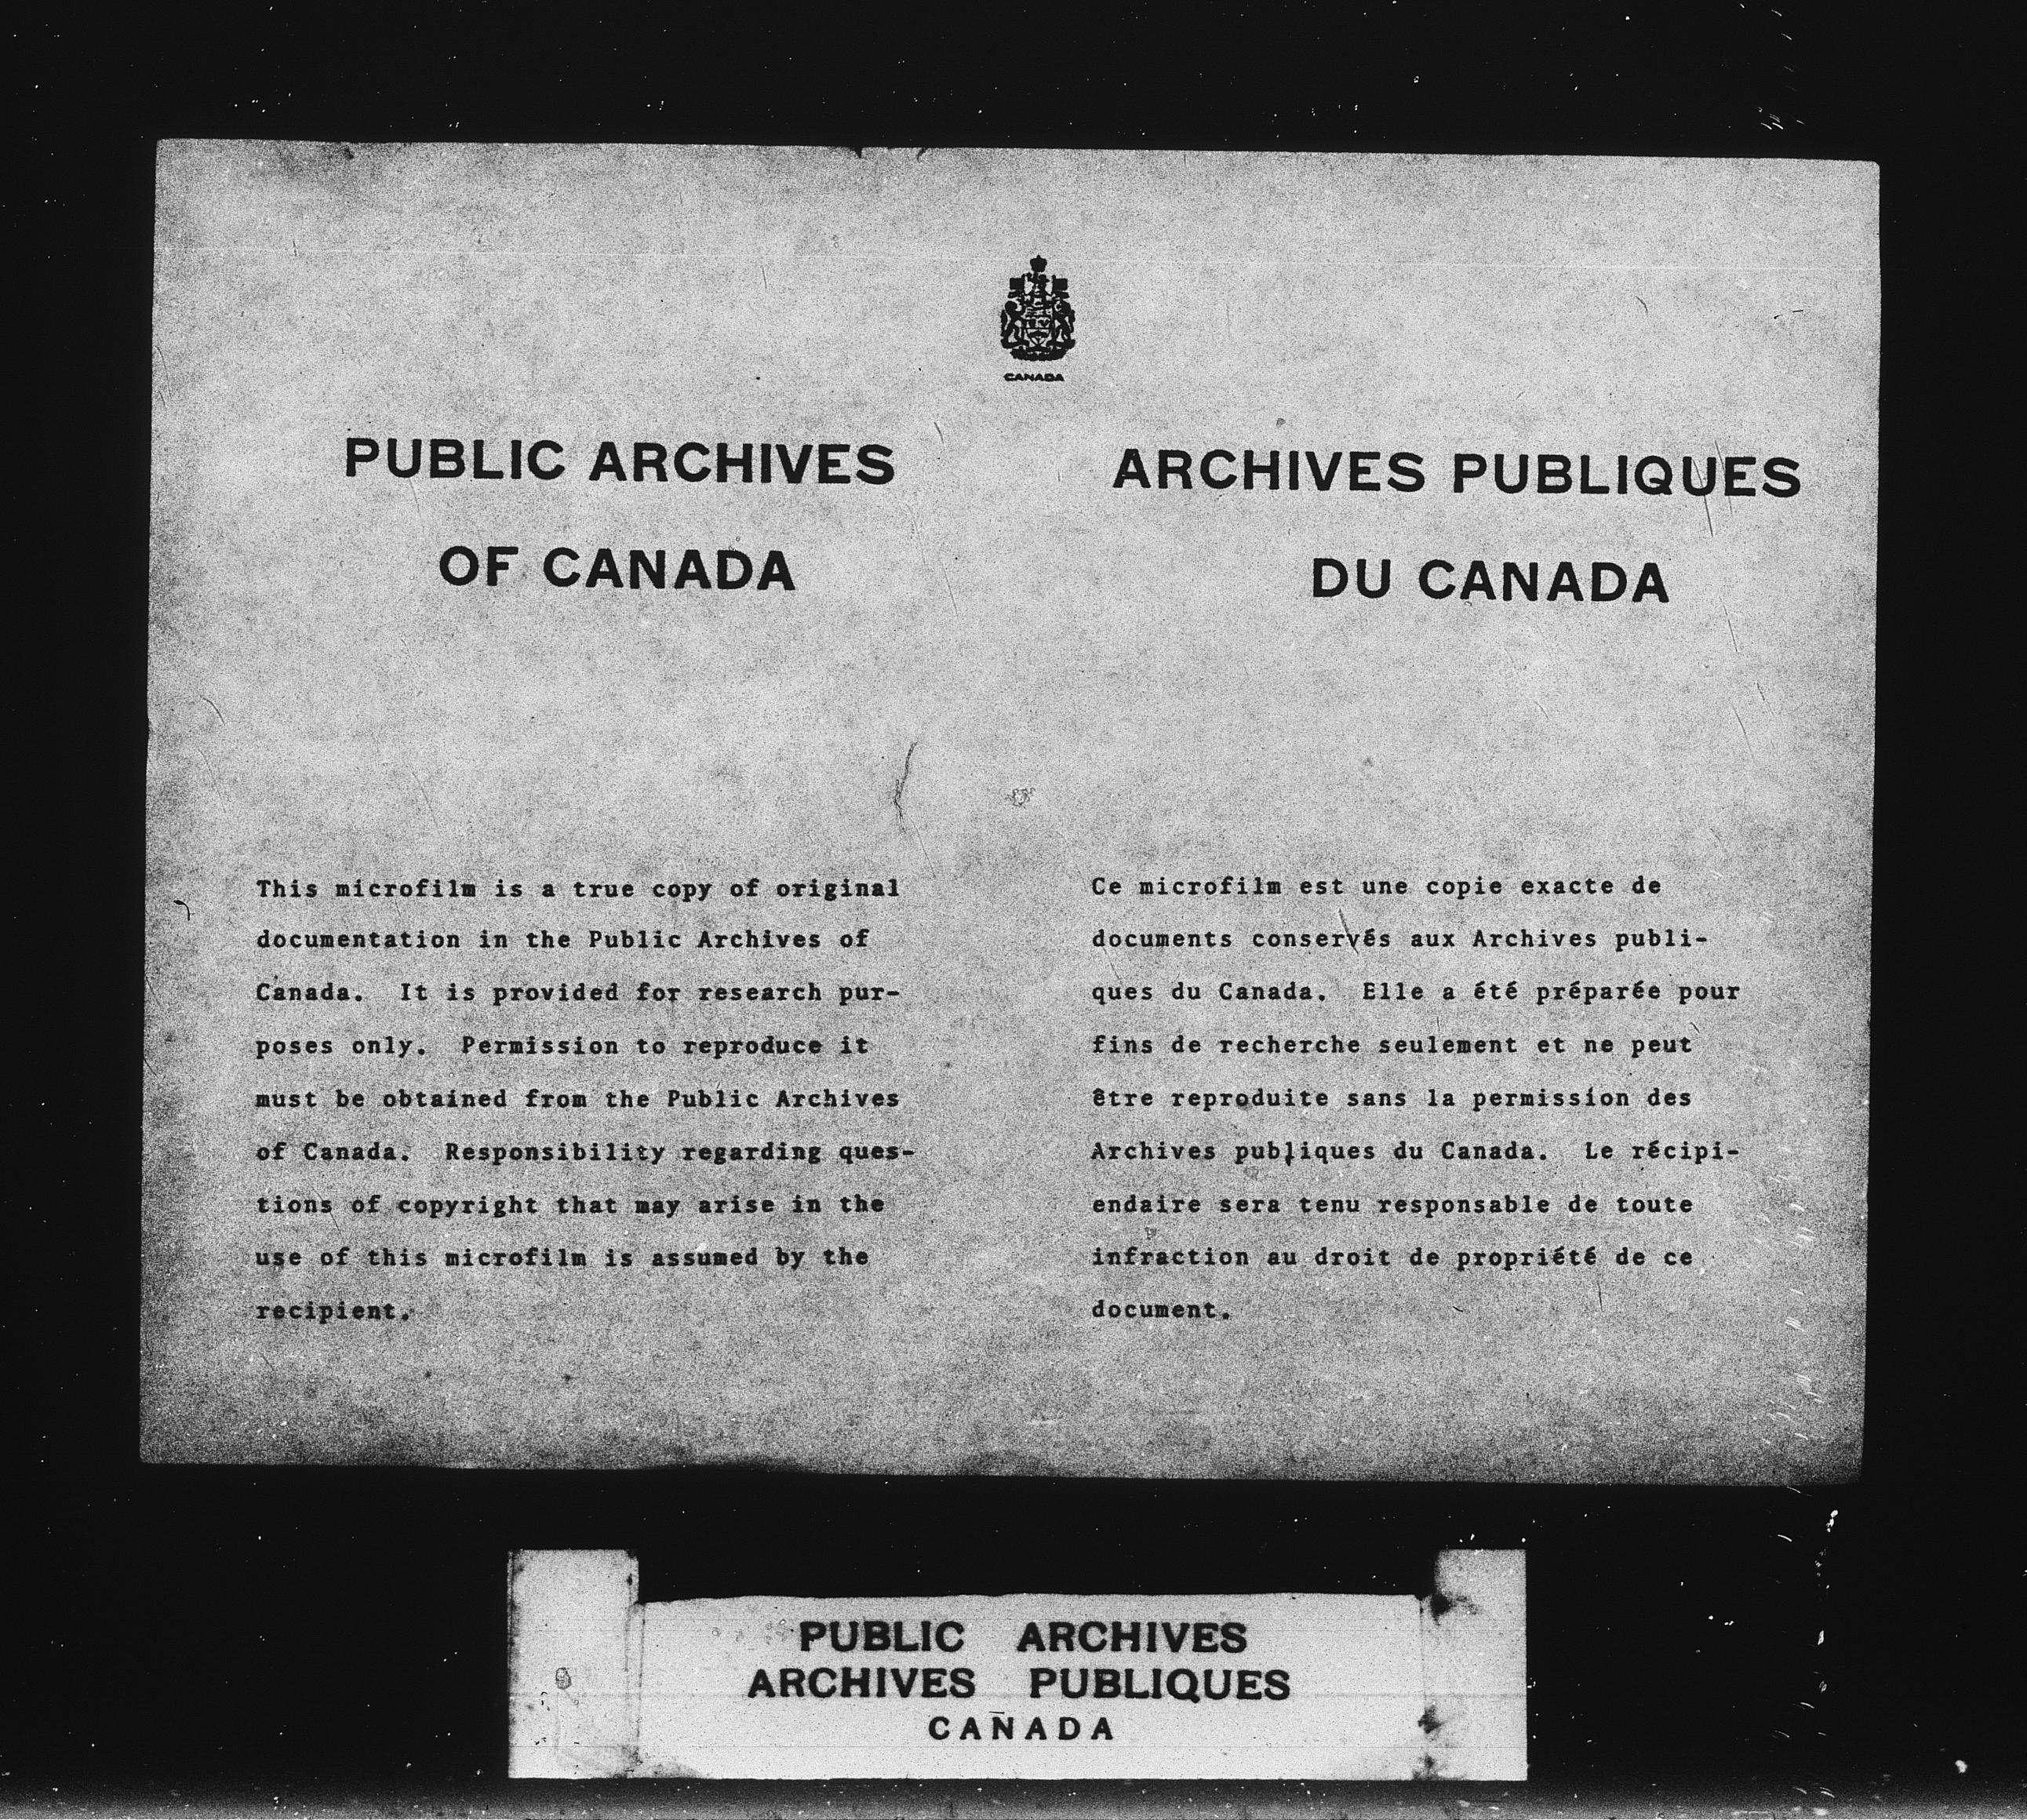 CANADA
PUBLIC ARCHIVES
OF CANADA
This microfilm is a true copy of original
documentation in the Public Archives of
Canada. It is provided for research pur-
poses only. Permission to reproduce it
must be obtained from the Public Archives
of Canada. Responsibility regarding ques-
tions of copyright that may arise in the
use of this microfilm is assumed by the
recipient.
ARCHIVES PUBLIQUES
DU CANADA
Ce microfilm est une copie exacte de
documents conservés aux Archives publi-
ques du Canada. Elle a été préparée pour
fins de recherche seulement et ne peut
être reproduite sans la permission des
Archives publiques du Canada. Le récipi-
endaire sera tenu responsable de toute
infraction au droit de propriété de ce
document.
PUBLIC ARCHIVES
ARCHIVES PUBLIQUES
CANADA